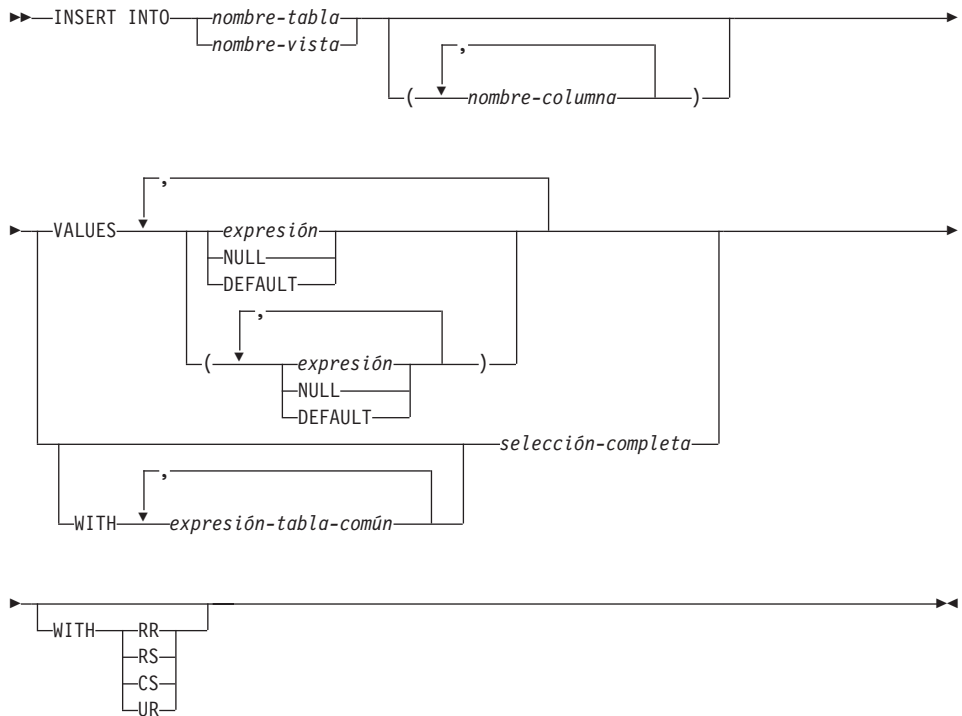 INSERT INTO nombre-tabla
nombre-vista
,
( nombre-columna )
,
VALUES expresión
NULL
DEFAULT
,
( expresión )
NULL
DEFAULT
selección-completa
,
WITH expresión-tabla-común
WITH RR
RS
CS
UR